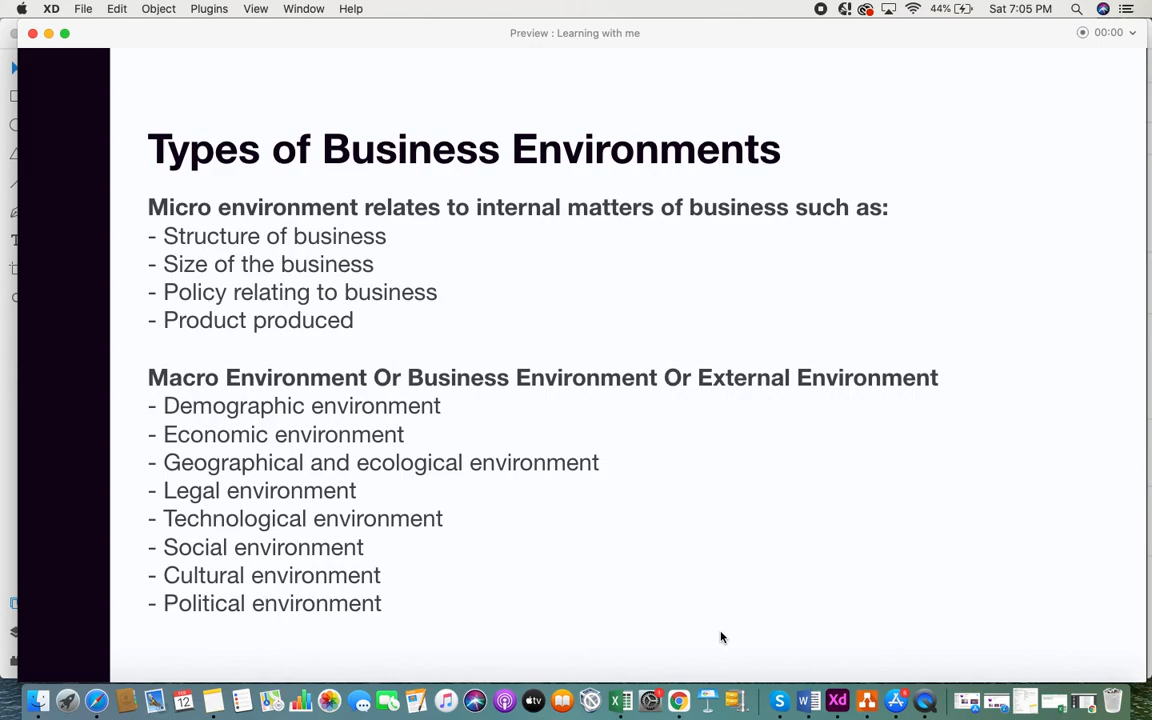 XD File Edit Object Plugins View Window Help 44% Sat 7:05 PM
Preview : Learning with me 00:00
Types of Business Environments
Micro environment relates to internal matters of business such as:
- Structure of business
- Size of the business
- Policy relating to business
- Product produced
Macro Environment Or Business Environment Or External Environment
- Demographic environment
- Economic environment
- Geographical and ecological environment
- Legal environment
- Technological environment
- Social environment
- Cultural environment
- Political environment